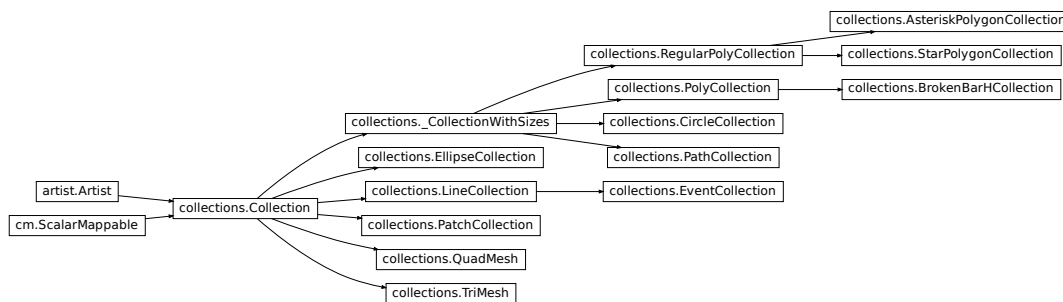 collections.AsteriskPolygonCollection
collections.RegularPolyCollection
collections.StarPolygonCollection
collections.PolyCollection
collections.BrokenBarHCollection
collections._CollectionWithSizes
collections.CircleCollection
collections.EllipseCollection
collections.PathCollection
artist.Artist
collections.LineCollection
collections.EventCollection
collections.Collection
cm.ScalarMappable
collections.PatchCollection
collections.QuadMesh
collections.TriMesh